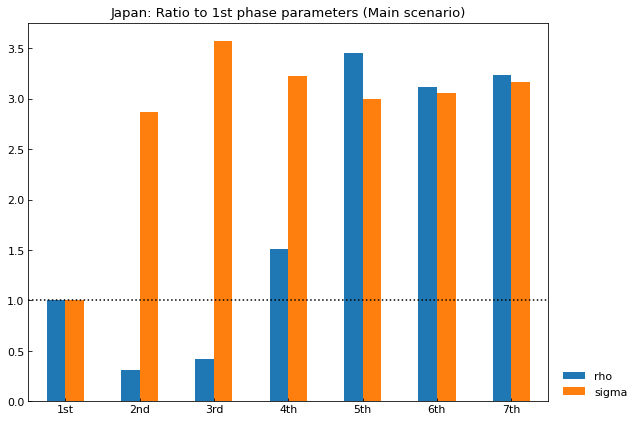 Japan: Ratio to 1st phase parameters (Main scenario)
3.5
3.0
2.5
2.0
1.5
1.0
0.5
0.0
1st 2nd 3rd 4th 5th 6th 7th
rho
sigma